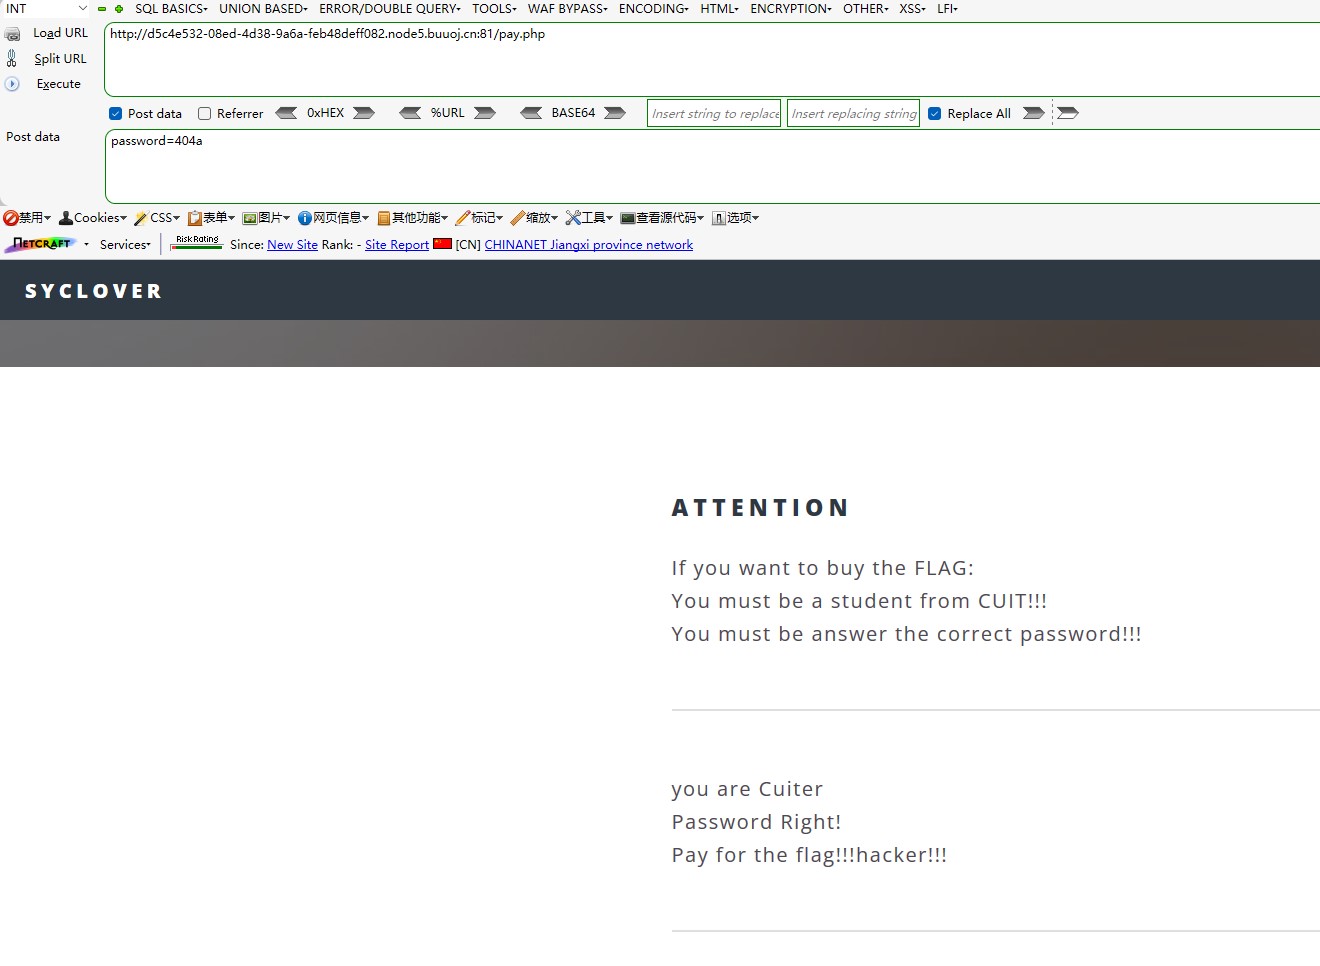 INT SQL BASICS UNION BASED ERROR/DOUBLE QUERY TOOLS WAF BYPASS ENCODING HTML ENCRYPTION OTHER XSS LFI
Load URL http://d5c4e532-08ed-4d38-9a6a-feb48deff082.node5.buuoj.cn:81/pay.php
Split URL
Execute
Post data Referrer 0xHEX %URL BASE64 Insert string to replace Insert replacing string Replace All
Post data password=404a
禁用 Cookies CSS 表单 图片 网页信息 其他功能 标记 缩放 工具 查看源代码 选项
NETCRAFT Services Risk Rating Since: New Site Rank: - Site Report [CN] CHINANET Jiangxi province network
SYCLOVER
ATTENTION
If you want to buy the FLAG:
You must be a student from CUIT!!!
You must be answer the correct password!!!
you are Cuiter
Password Right!
Pay for the flag!!!hacker!!!